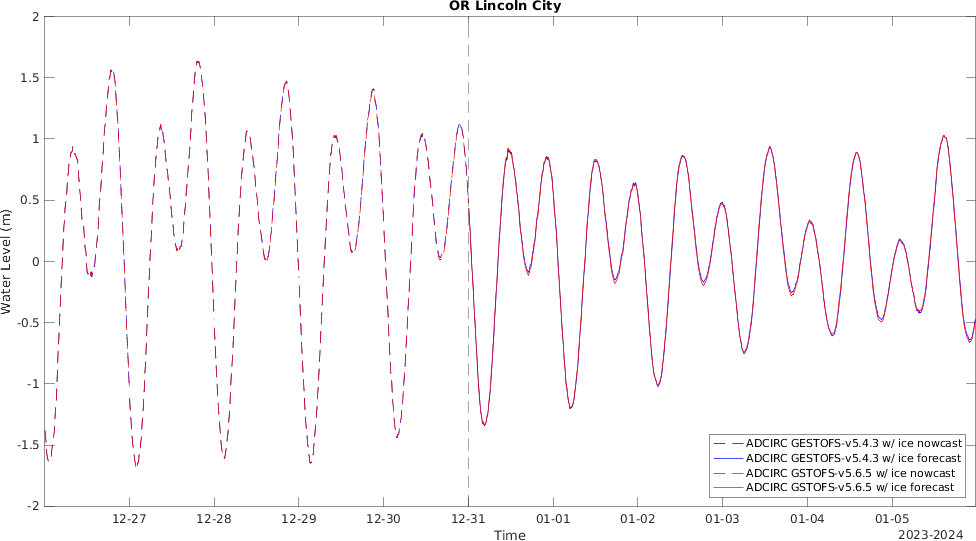 OR Lincoln City
2
1.5
1
0.5
0
-0.5
-1
-1.5
-2
Water Level (m)
12-27 12-28 12-29 12-30 12-31 01-01 01-02 01-03 01-04 01-05
Time
2023-2024
ADCIRC GESTOFS-v5.4.3 w/ ice nowcast
ADCIRC GESTOFS-v5.4.3 w/ ice forecast
ADCIRC GSTOFS-v5.6.5 w/ ice nowcast
ADCIRC GSTOFS-v5.6.5 w/ ice forecast